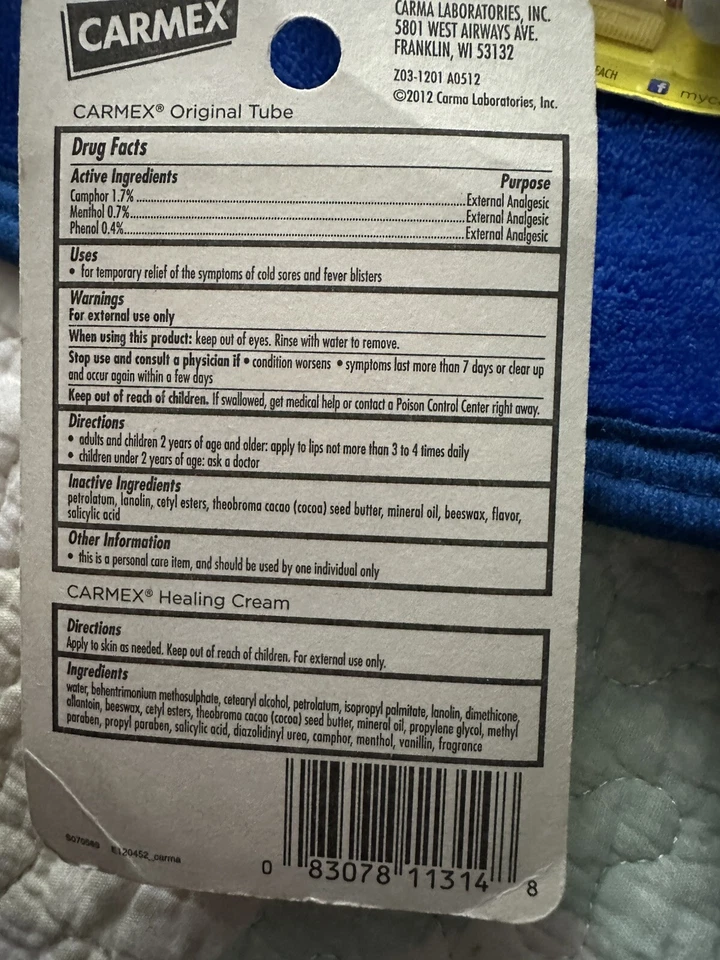 CARMEX
CARMA LABORATORIES, INC.
5801 WEST AIRWAYS AVE.
FRANKLIN, WI 53132
Z03-1201 A0512
©2012 Carma Laboratories, Inc.
EACH
f myc
CARMEX® Original Tube
Drug Facts
Active Ingredients Purpose
Camphor 1.7%..........External Analgesic
Menthol 0.7%..........External Analgesic
Phenol 0.4%..........External Analgesic
Uses
• for temporary relief of the symptoms of cold sores and fever blisters
Warnings
For external use only
When using this product: keep out of eyes. Rinse with water to remove.
Stop use and consult a physician if • condition worsens • symptoms last more than 7 days or clear up
and occur again within a few days
Keep out of reach of children. If swallowed, get medical help or contact a Poison Control Center right away.
Directions
• adults and children 2 years of age and older: apply to lips not more than 3 to 4 times daily
• children under 2 years of age: ask a doctor
Inactive Ingredients
petrolatum, lanolin, cetyl esters, theobroma cacao (cocoa) seed butter, mineral oil, beeswax, flavor,
salicylic acid
Other Information
• this is a personal care item, and should be used by one individual only
CARMEX® Healing Cream
Directions
Apply to skin as needed. Keep out of reach of children. For external use only.
Ingredients
water, behentrimonium methosulphate, cetearyl alcohol, petrolatum, isopropyl palmitate, lanolin, dimethicone,
allantoin, beeswax, cetyl esters, theobroma cacao (cocoa) seed butter, mineral oil, propylene glycol, methyl
paraben, propyl paraben, salicylic acid, diazolidinyl urea, camphor, menthol, vanillin, fragrance
E120452_carma
0 83078 11314 8